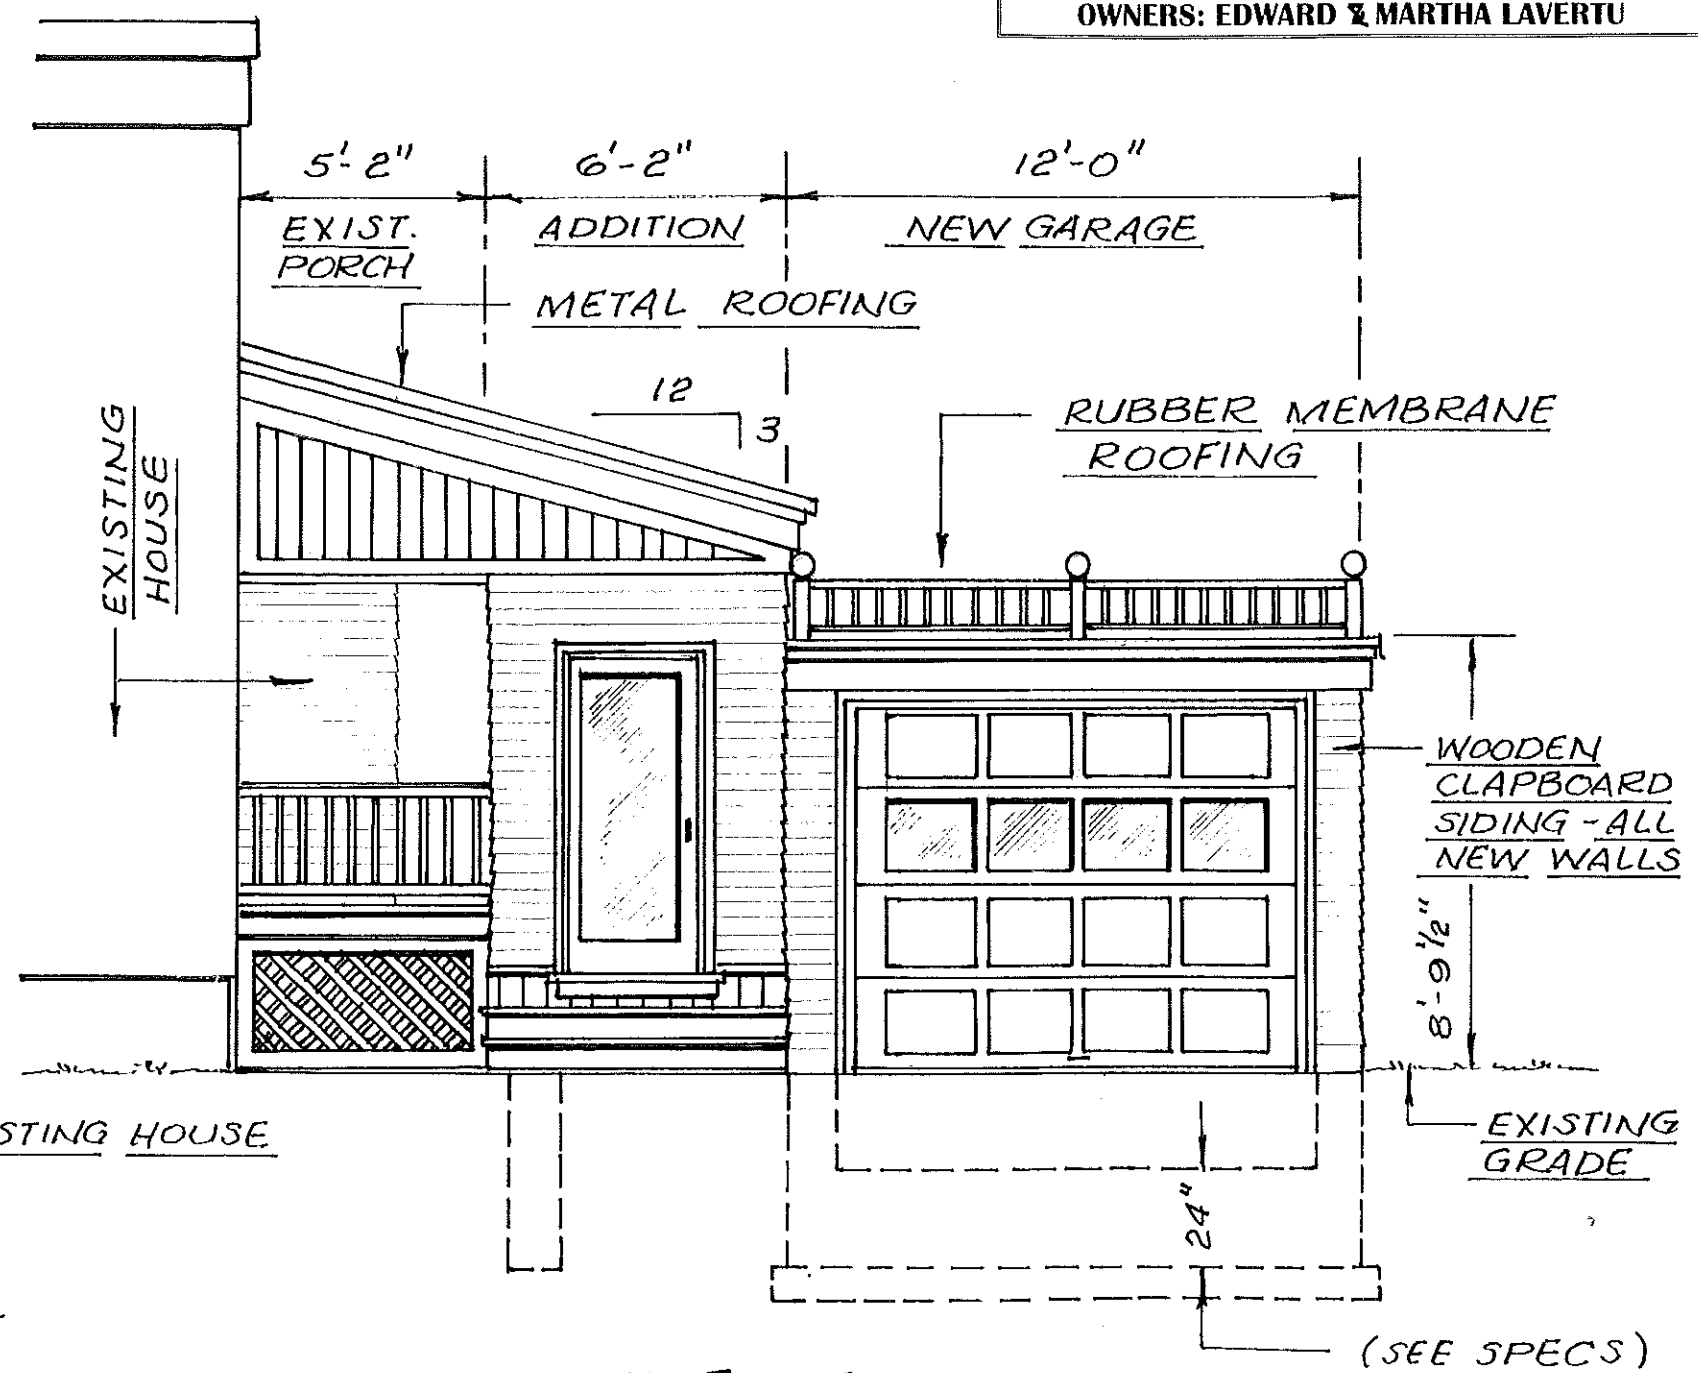 OWNERS: EDWARD & MARTHA LAVERTU
5'-2"
6'-2"
12'-0"
EXIST.
PORCH
ADDITION
NEW GARAGE
METAL ROOFING
12
3
RUBBER MEMBRANE
ROOFING
EXISTING
HOUSE
WOODEN
CLAPBOARD
SIDING - ALL
NEW WALLS
8'-9 1/2"
STING HOUSE
EXISTING
GRADE
24"
(SEE SPECS)